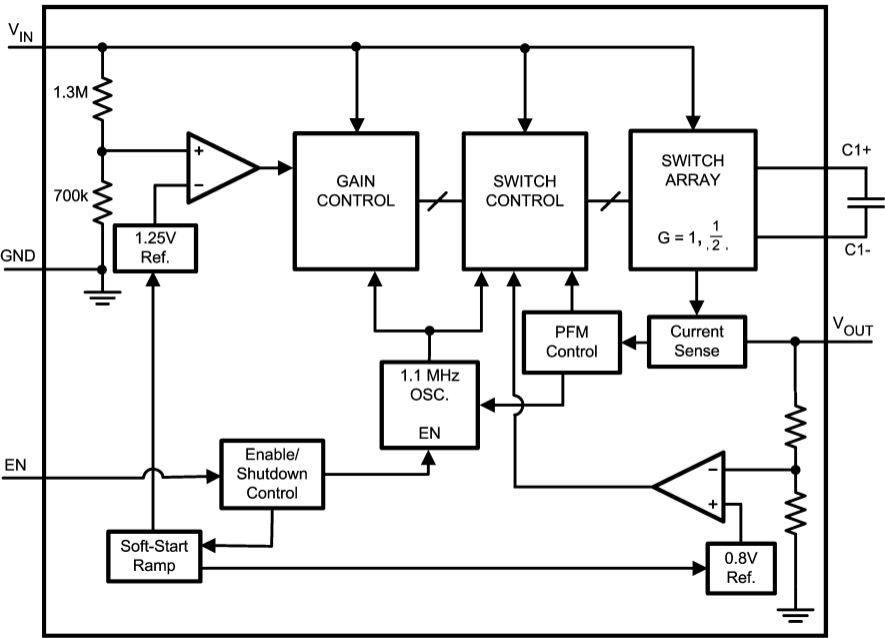 VIN
1.3M
700k
GND
+
−
1.25V
Ref.
GAIN
CONTROL
SWITCH
CONTROL
SWITCH
ARRAY
G = 1, 1/2.
C1+
C1-
PFM
Control
Current
Sense
VOUT
1.1 MHz
OSC.
EN
EN
Enable/
Shutdown
Control
Soft-Start
Ramp
−
+
0.8V
Ref.